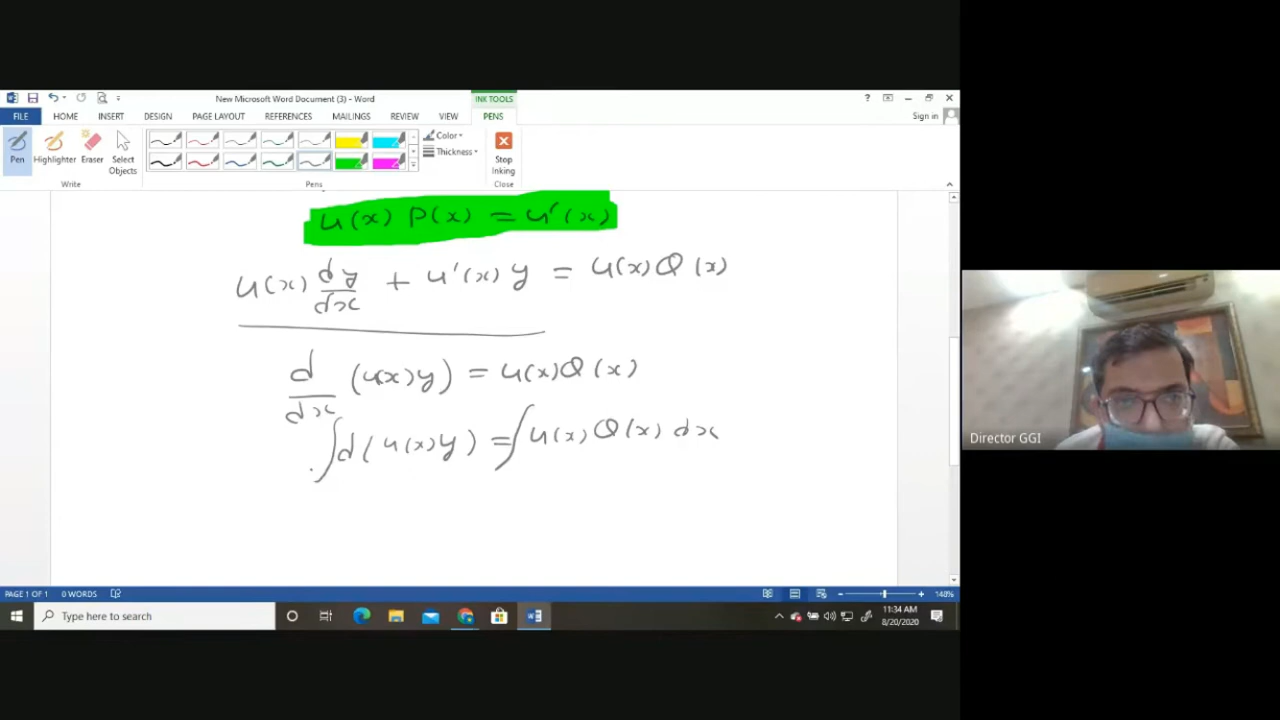 New Microsoft Word Document (3) - Word
INK TOOLS
FILE HOME INSERT DESIGN PAGE LAYOUT REFERENCES MAILINGS REVIEW VIEW PENS
Sign in
Pen Highlighter Eraser Select Objects
Color
Thickness
Stop Inking
Write Pens Close
u(x) P(x) = u'(x)
u(x) dy/dx + u'(x) y = u(x) Q(x)
d/dx (u(x) y) = u(x) Q(x)
∫ d(u(x) y) = ∫ u(x) Q(x) dx
Director GGI
PAGE 1 OF 1 0 WORDS 148%
Type here to search
11:34 AM
8/20/2020